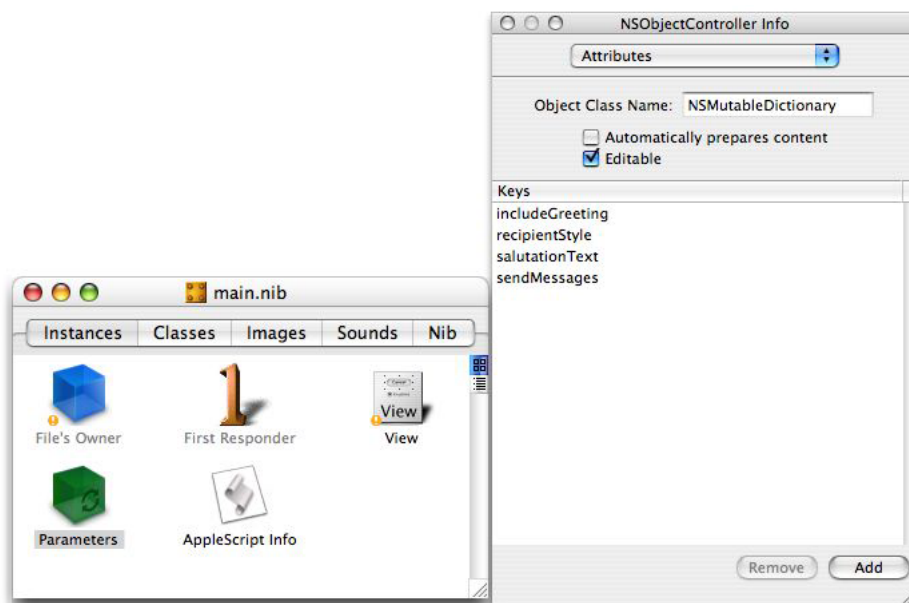 NSObjectController Info
Attributes
Object Class Name: NSMutableDictionary
Automatically prepares content
Editable
Keys
includeGreeting
recipientStyle
salutationText
sendMessages
Remove Add
main.nib
Instances Classes Images Sounds Nib
File's Owner First Responder View
View
Parameters AppleScript Info